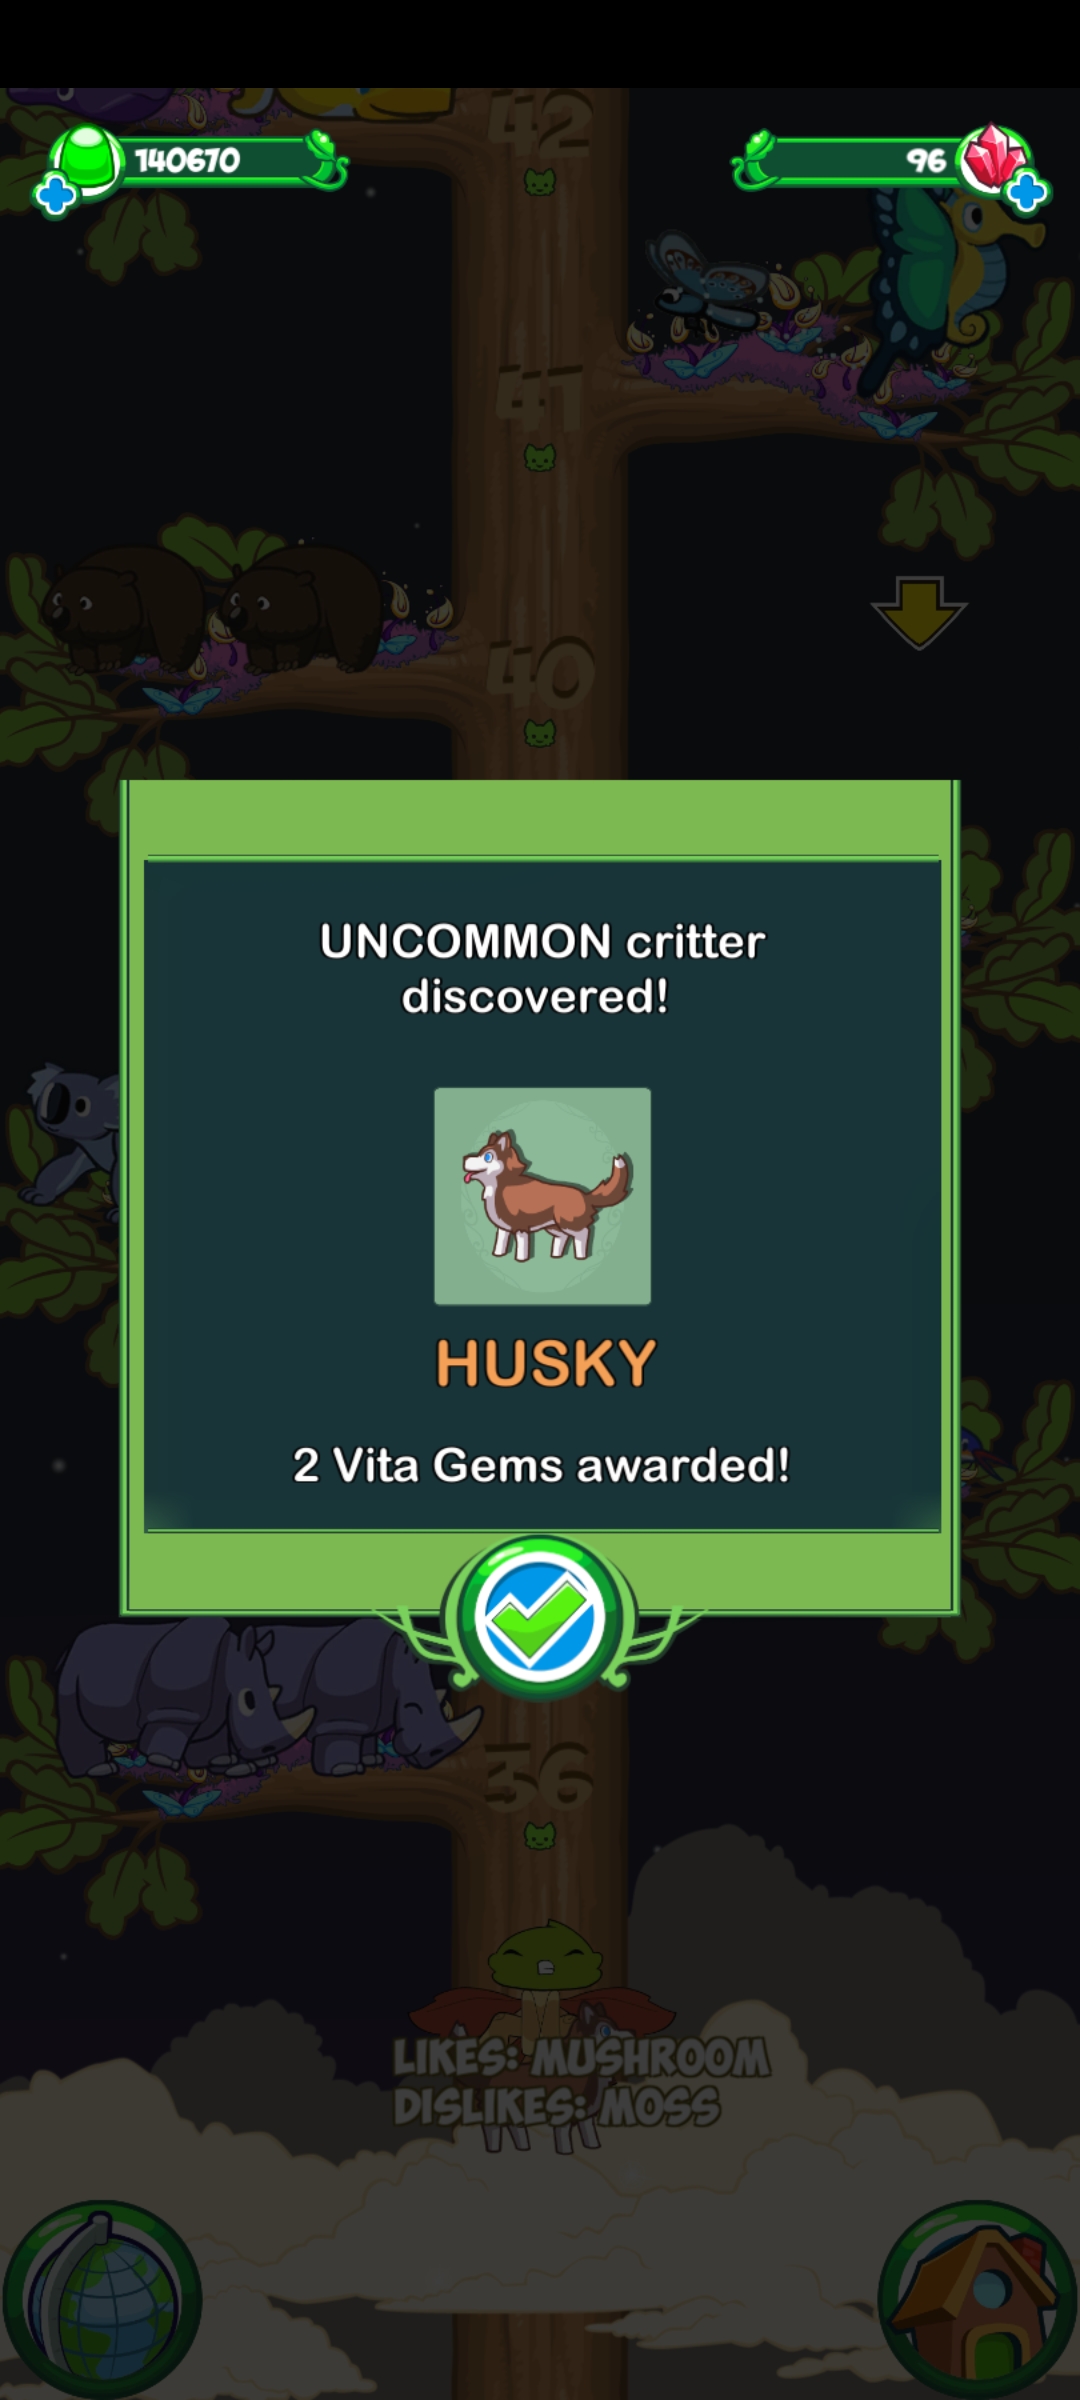 42
140670
96
41
40
UNCOMMON critter
discovered!
HUSKY
2 Vita Gems awarded!
36
LIKES: MUSHROOM
DISLIKES: MOSS